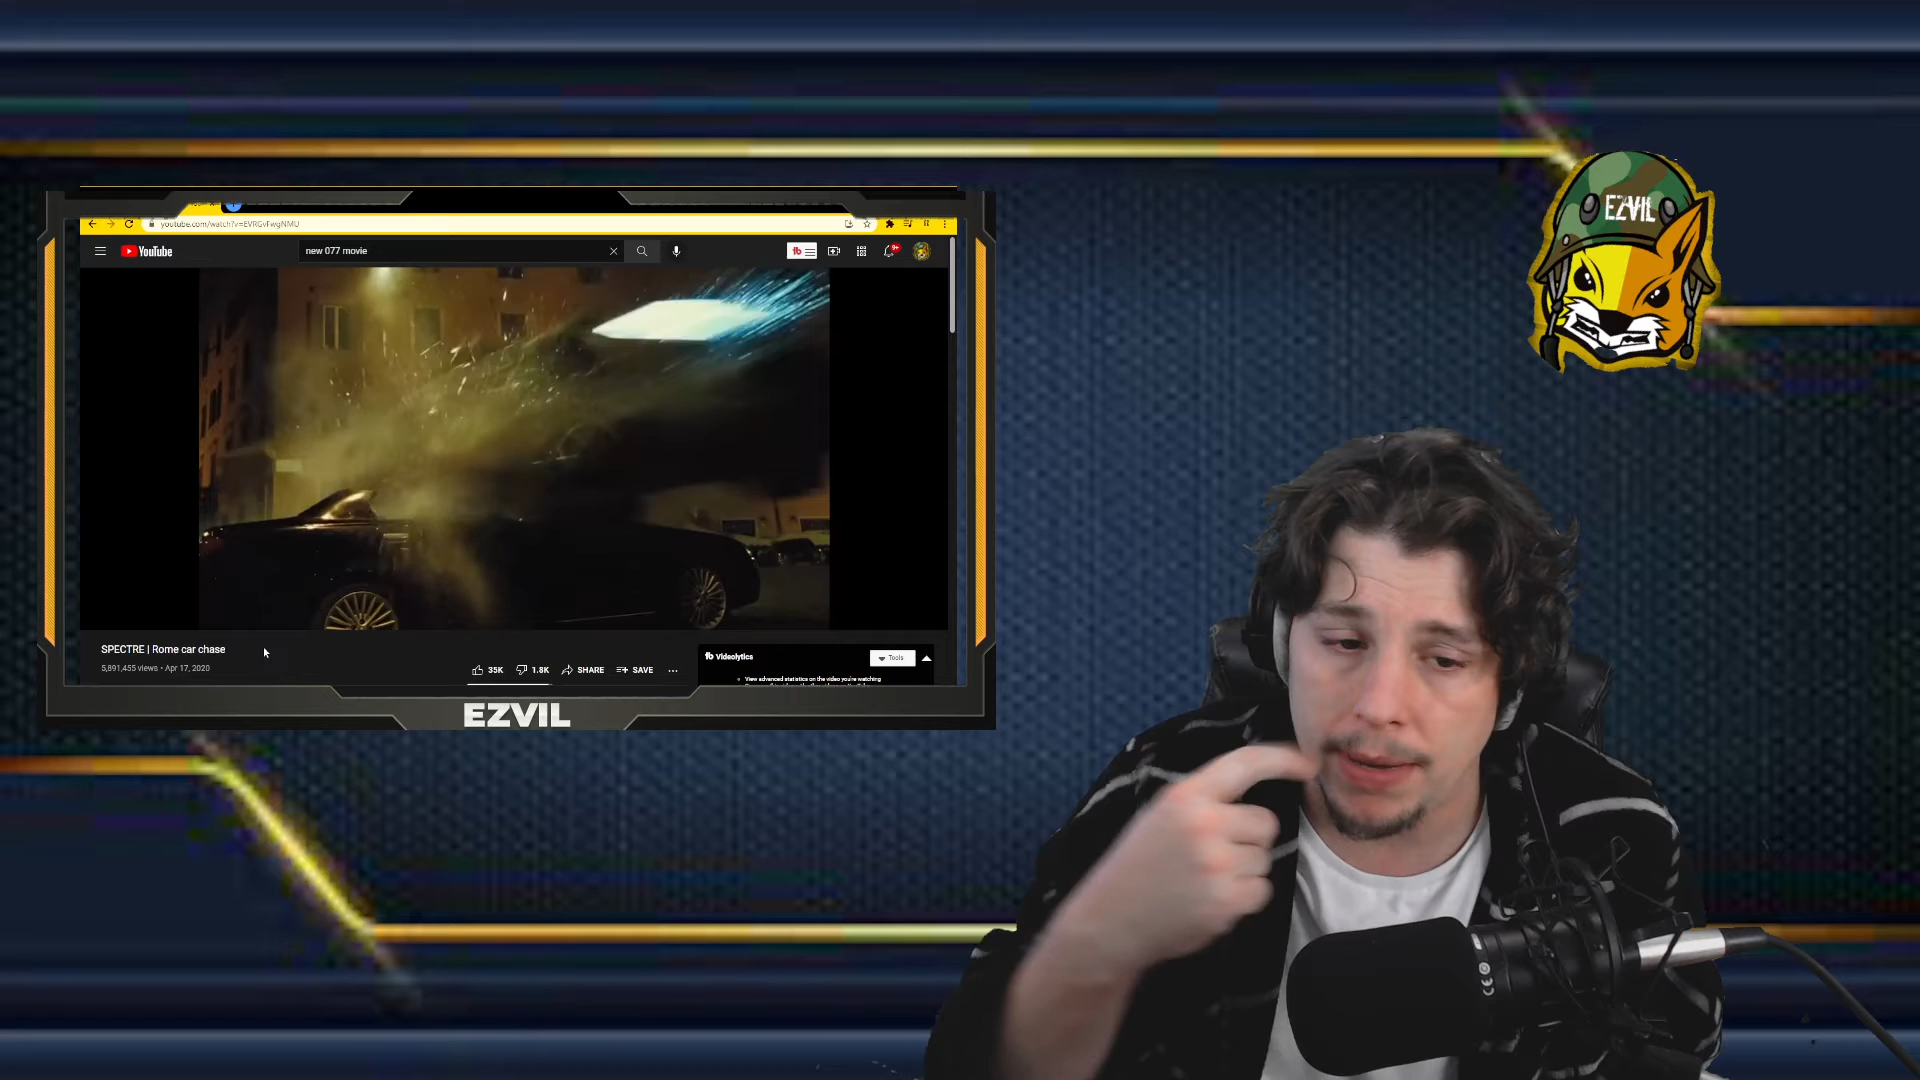 EZVIL
youtube.com/watch?v=EVRGvFwgNMU
YouTube
new 077 movie
9+
SPECTRE | Rome car chase
5,891,455 views • Apr 17, 2020
35K
1.8K
SHARE
SAVE
Videolytics
Tools
View advanced statistics on the video you're watching
EZVIL